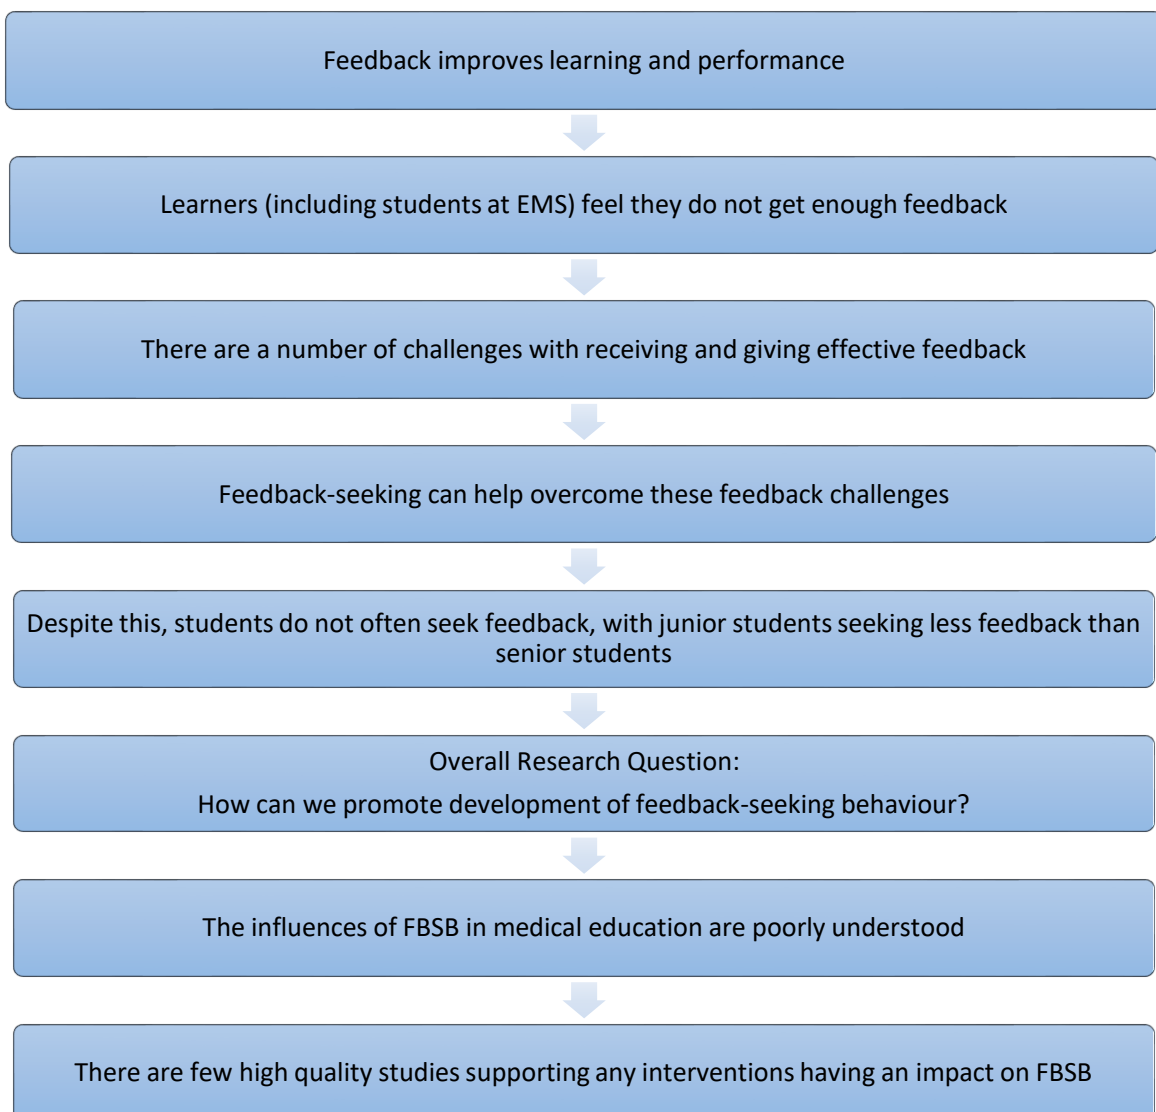 Feedback improves learning and performance
Learners (including students at EMS) feel they do not get enough feedback
There are a number of challenges with receiving and giving effective feedback
Feedback-seeking can help overcome these feedback challenges
Despite this, students do not often seek feedback, with junior students seeking less feedback than
senior students
Overall Research Question:
How can we promote development of feedback-seeking behaviour?
The influences of FBSB in medical education are poorly understood
There are few high quality studies supporting any interventions having an impact on FBSB